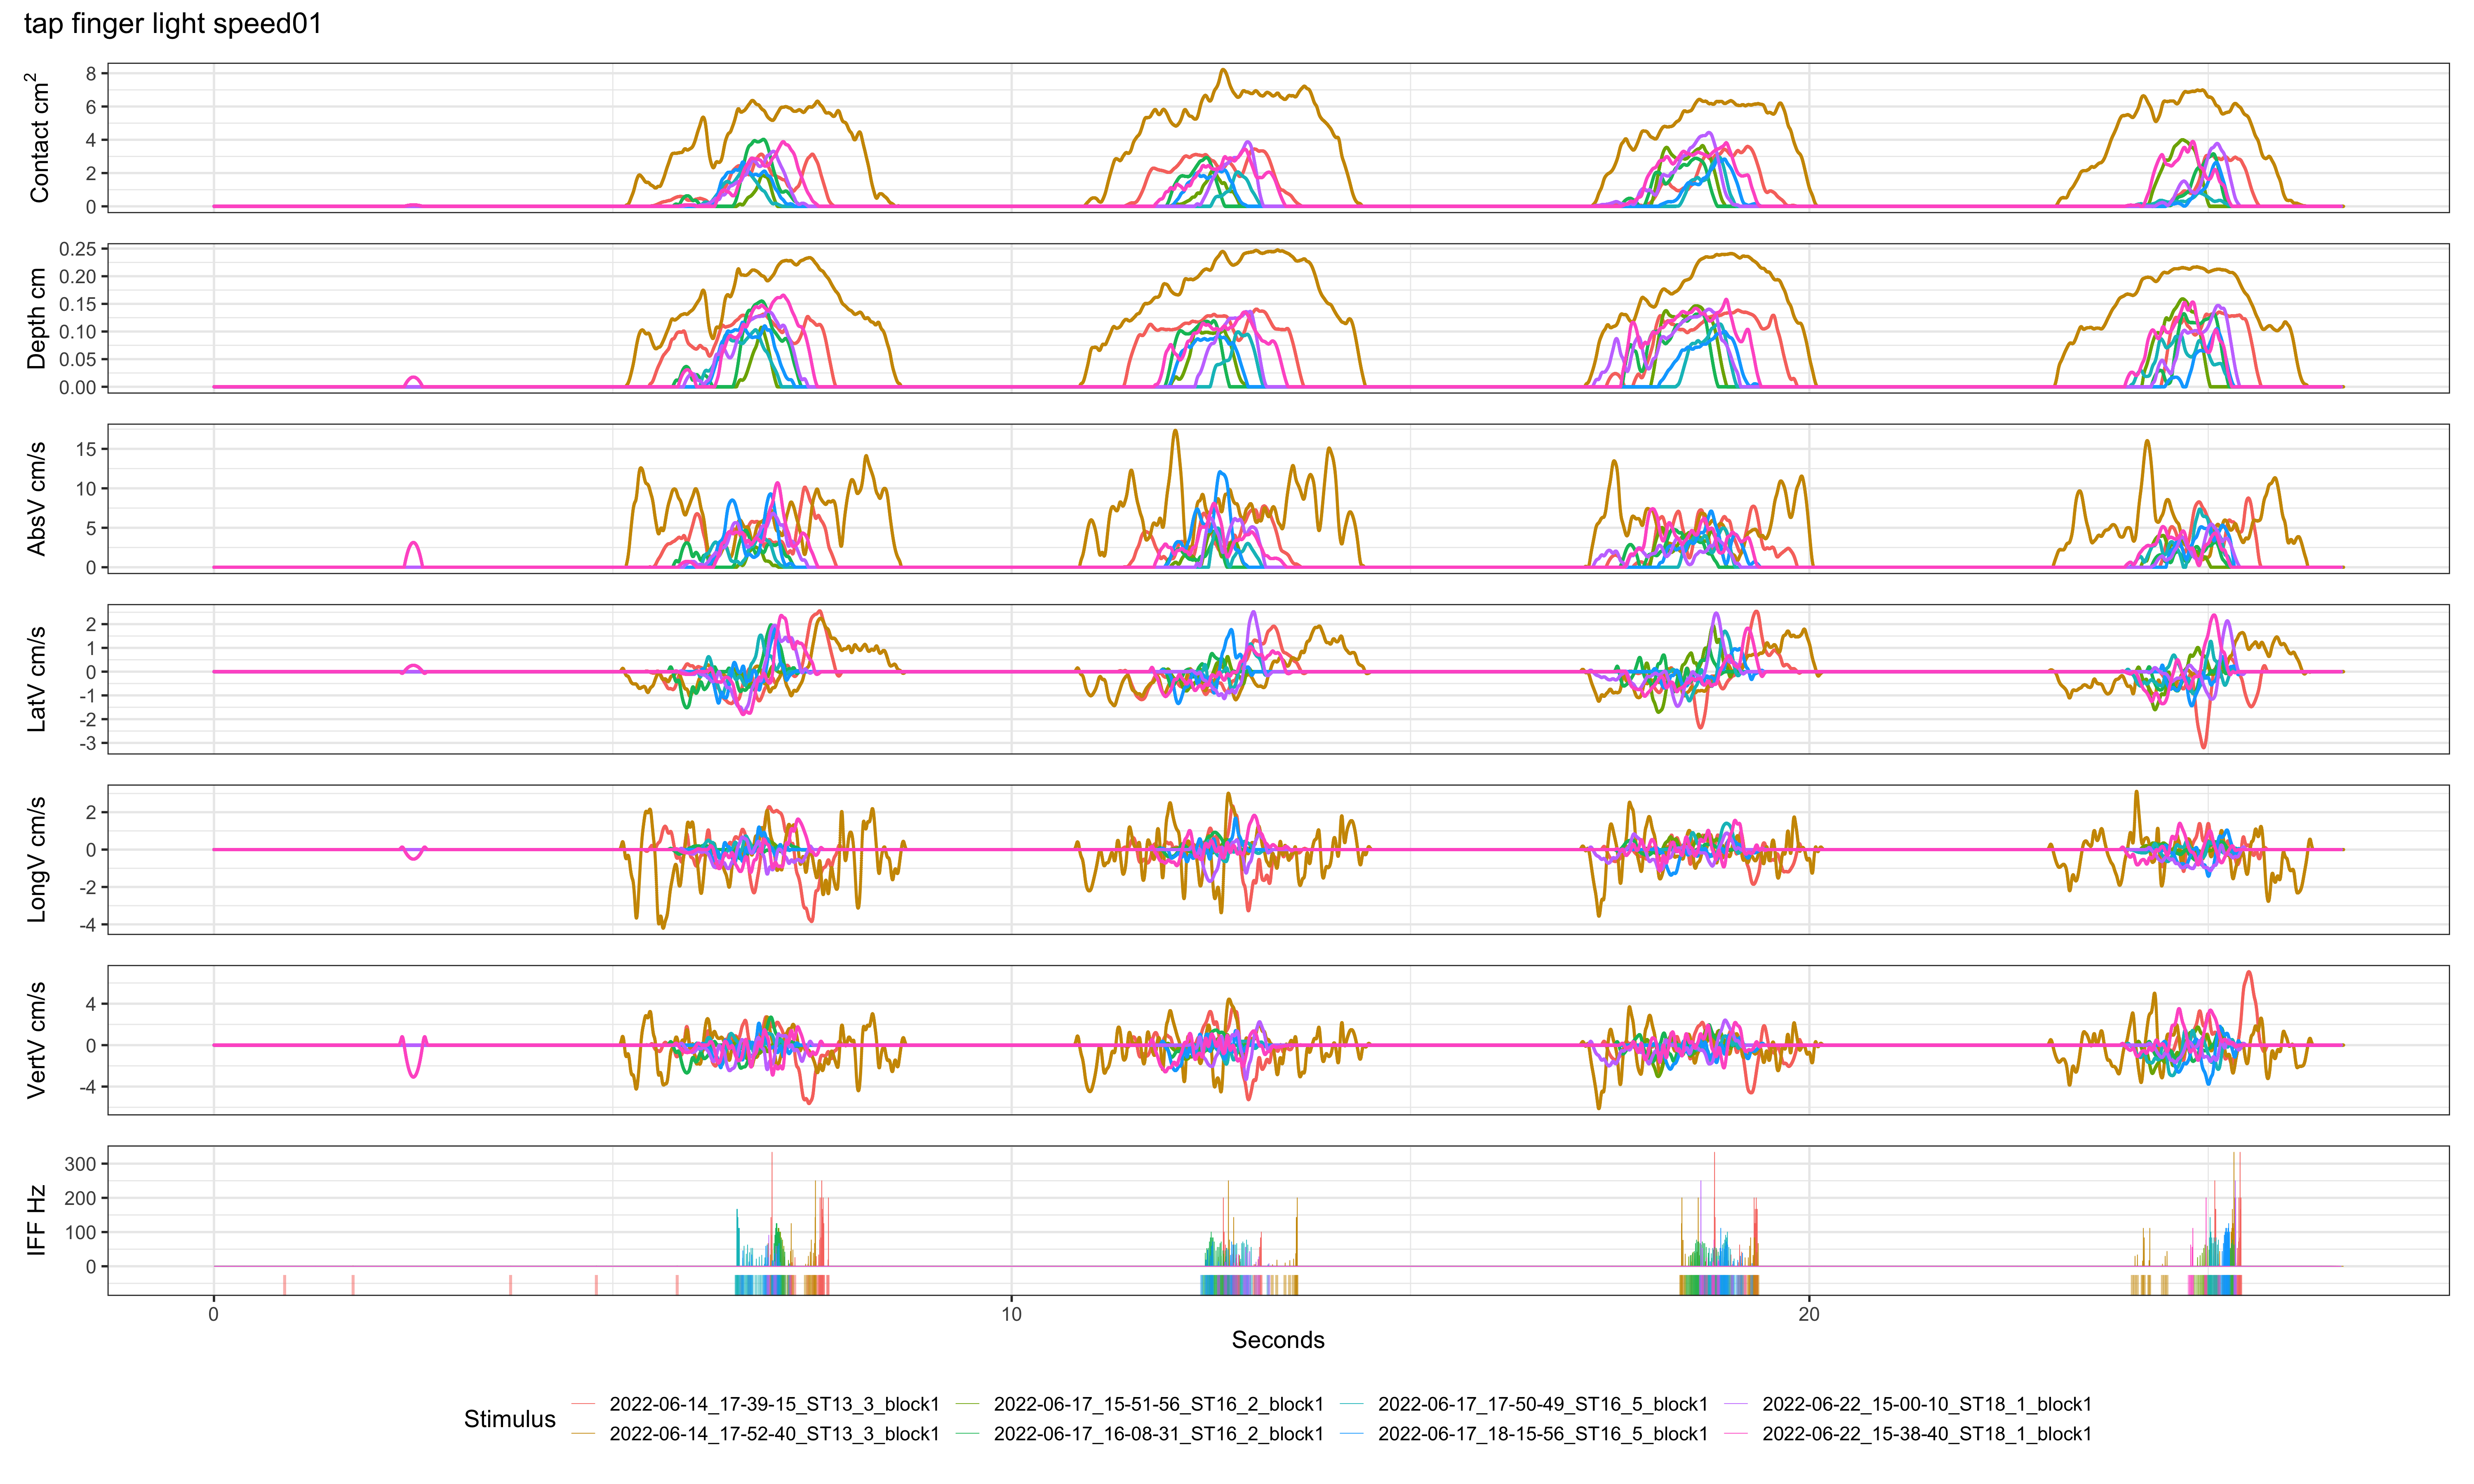 tap finger light speed01
Contact cm²
8
6
4
2
0
Depth cm
0.25
0.20
0.15
0.10
0.05
0.00
AbsV cm/s
15
10
5
0
LatV cm/s
2
1
0
-1
-2
-3
LongV cm/s
2
0
-2
-4
VertV cm/s
4
0
-4
IFF Hz
300
200
100
0
0 10 20
Seconds
Stimulus
2022-06-14_17-39-15_ST13_3_block1 2022-06-17_15-51-56_ST16_2_block1 2022-06-17_17-50-49_ST16_5_block1 2022-06-22_15-00-10_ST18_1_block1
2022-06-14_17-52-40_ST13_3_block1 2022-06-17_16-08-31_ST16_2_block1 2022-06-17_18-15-56_ST16_5_block1 2022-06-22_15-38-40_ST18_1_block1